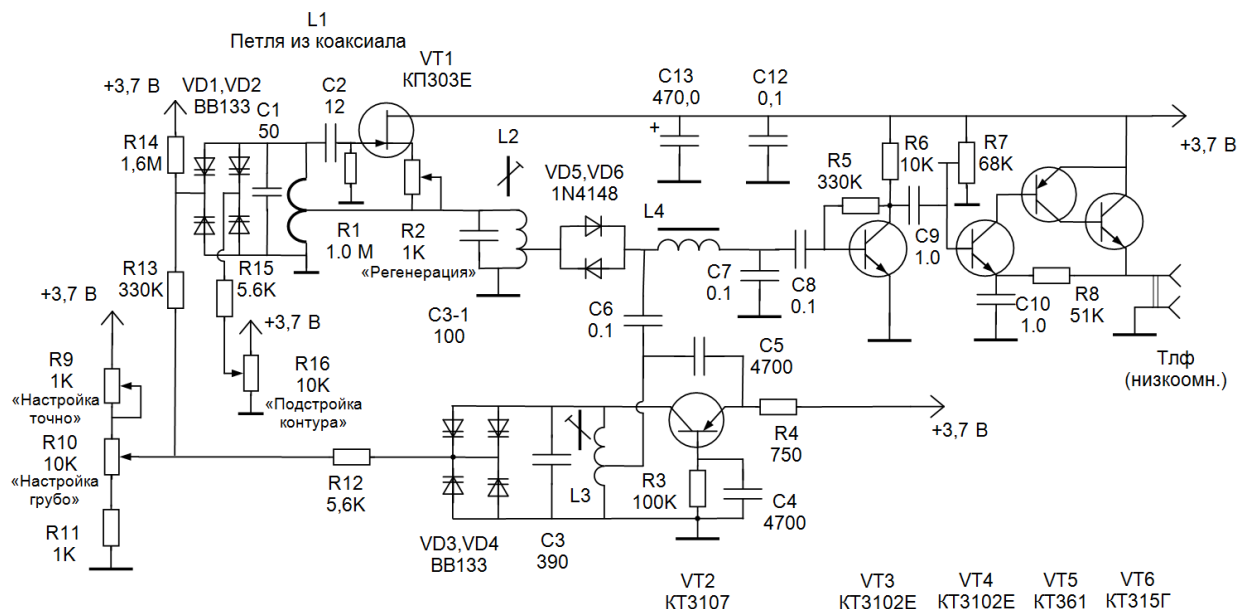 L1
Петля из коаксиала
VT1
КП303Е
+3,7 В
VD1,VD2
BB133
C1
50
C2
12
R14
1,6М
L2
C13
470,0
+
C12
0,1
R6
10K
R7
68K
+3,7 В
VD5,VD6
1N4148
R5
330K
L4
R1
1.0 М
R2
1K
«Регенерация»
C9
1.0
R13
330K
R15
5.6K
C7
0.1
C8
0.1
C10
1.0
R8
51K
+3,7 В
+3,7 В
C3-1
100
C6
0.1
R9
1K
«Настройка
точно»
R16
10K
«Подстройка
контура»
C5
4700
Тлф
(низкоомн.)
R10
10K
«Настройка
грубо»
R4
750
+3,7 В
R12
5,6K
L3
R3
100K
C4
4700
R11
1K
VD3,VD4
BB133
C3
390
VT2
КТ3107
VT3
КТ3102Е
VT4
КТ3102Е
VT5
КТ361
VT6
КТ315Г